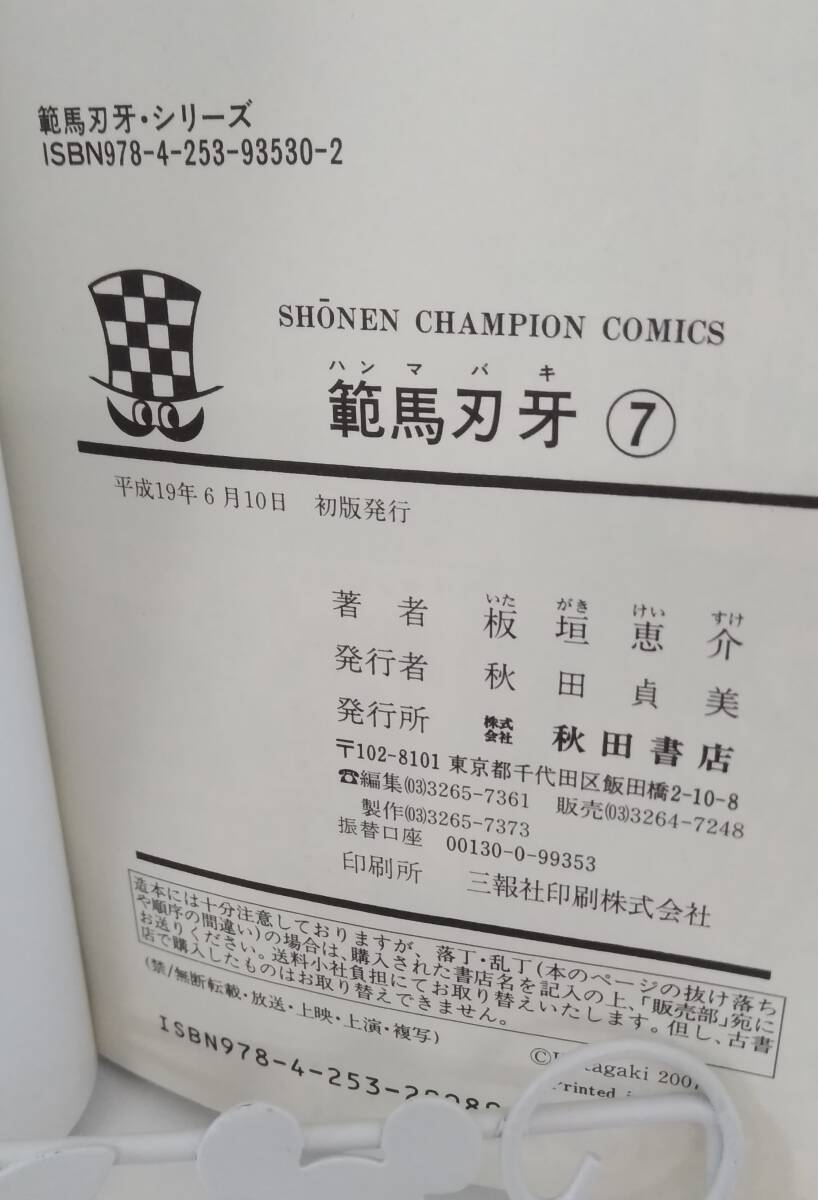 範馬刃牙・シリーズ
ISBN978-4-253-93530-2
SHŌNEN CHAMPION COMICS
ハンマバキ
範馬刃牙 ⑦
平成19年6月10日 初版発行
いたがきけいすけ
著者 板垣恵介
発行者 秋田貞美
発行所 株式会社 秋田書店
〒102-8101 東京都千代田区飯田橋2-10-8
☎編集(03)3265-7361 販売(03)3264-7248
製作(03)3265-7373
振替口座 00130-0-99353
印刷所 三報社印刷株式会社
造本には十分注意しておりますが、落丁・乱丁(本のページの抜け落ち
や順序の間違い)の場合は、購入された書店名を記入の上、「販売部」宛に
お送りください。送料小社負担にてお取り替えいたします。但し、古書
店で購入したものはお取り替えできません。
(禁/無断転載・放送・上映・上演・複写)
ISBN978-4-253-
© tagaki 200
rinted